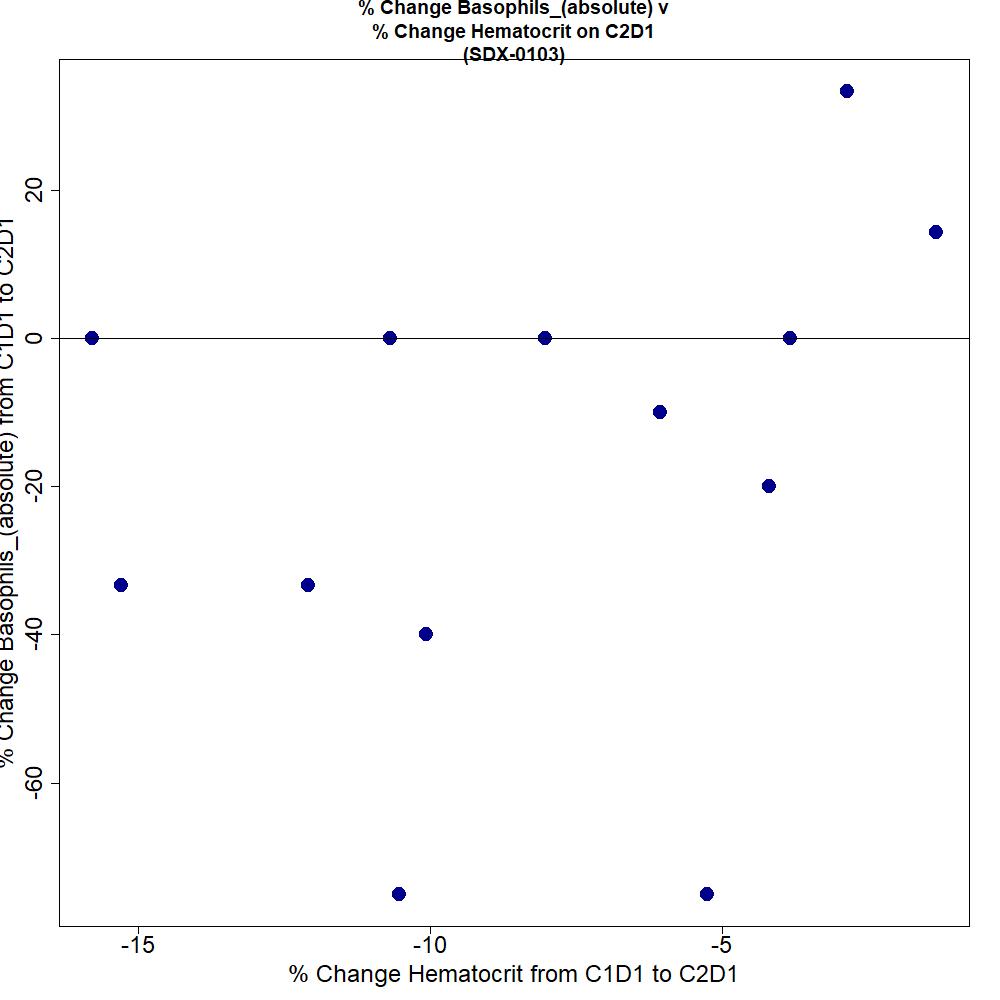 % Change Basophils_(absolute) v
% Change Hematocrit on C2D1
(SDX-0103)
% Change Basophils_(absolute) from C1D1 to C2D1
20
0
-20
-40
-60
-15
-10
-5
% Change Hematocrit from C1D1 to C2D1